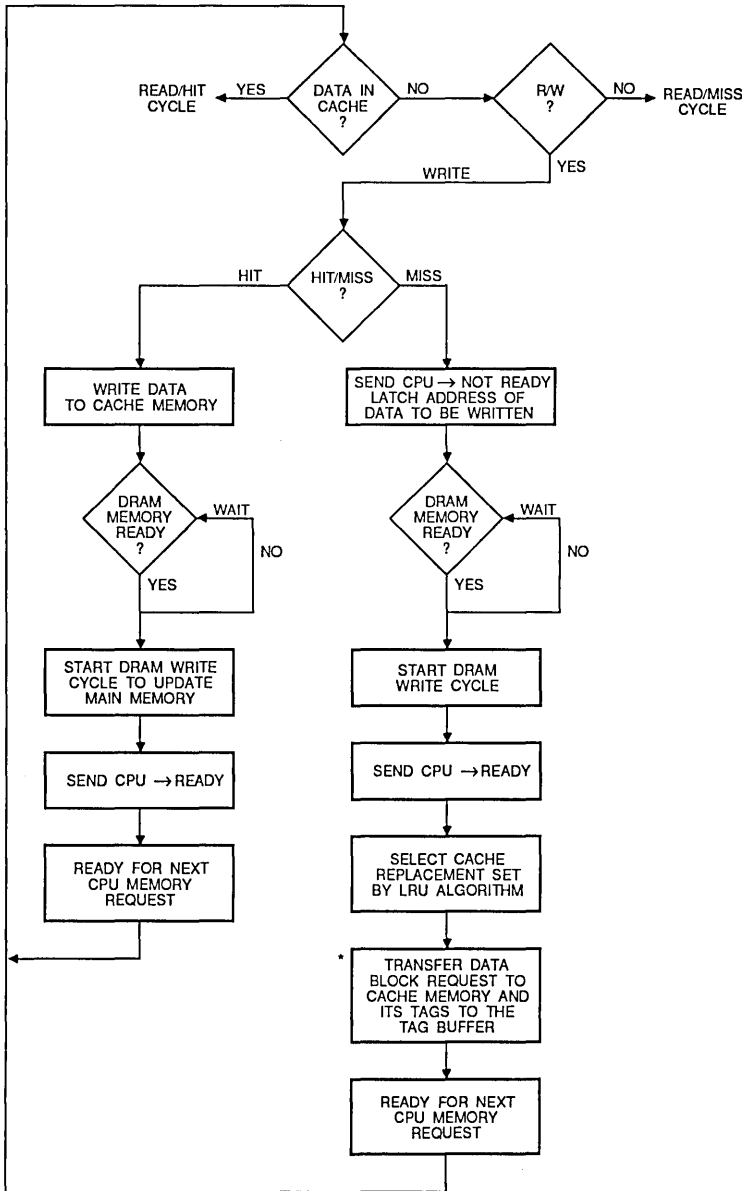 READ/HIT
CYCLE
YES
DATA IN
CACHE
?
NO
R/W
?
NO
READ/MISS
CYCLE
YES
WRITE
HIT
HIT/MISS
?
MISS
WRITE DATA
TO CACHE MEMORY
SEND CPU → NOT READY
LATCH ADDRESS OF
DATA TO BE WRITTEN
DRAM
MEMORY
READY
?
WAIT
NO
YES
DRAM
MEMORY
READY
?
WAIT
NO
YES
START DRAM WRITE
CYCLE TO UPDATE
MAIN MEMORY
START DRAM
WRITE CYCLE
SEND CPU → READY
SEND CPU → READY
READY FOR NEXT
CPU MEMORY
REQUEST
SELECT CACHE
REPLACEMENT SET
BY LRU ALGORITHM
*
TRANSFER DATA
BLOCK REQUEST TO
CACHE MEMORY AND
ITS TAGS TO THE
TAG BUFFER
READY FOR NEXT
CPU MEMORY
REQUEST